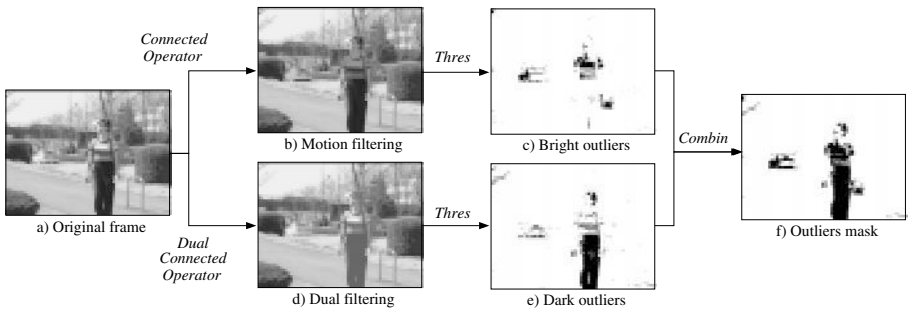 Connected
Operator
Thres
b) Motion filtering
c) Bright outliers
Combin
a) Original frame
Dual
Connected
Operator
Thres
d) Dual filtering
e) Dark outliers
f) Outliers mask